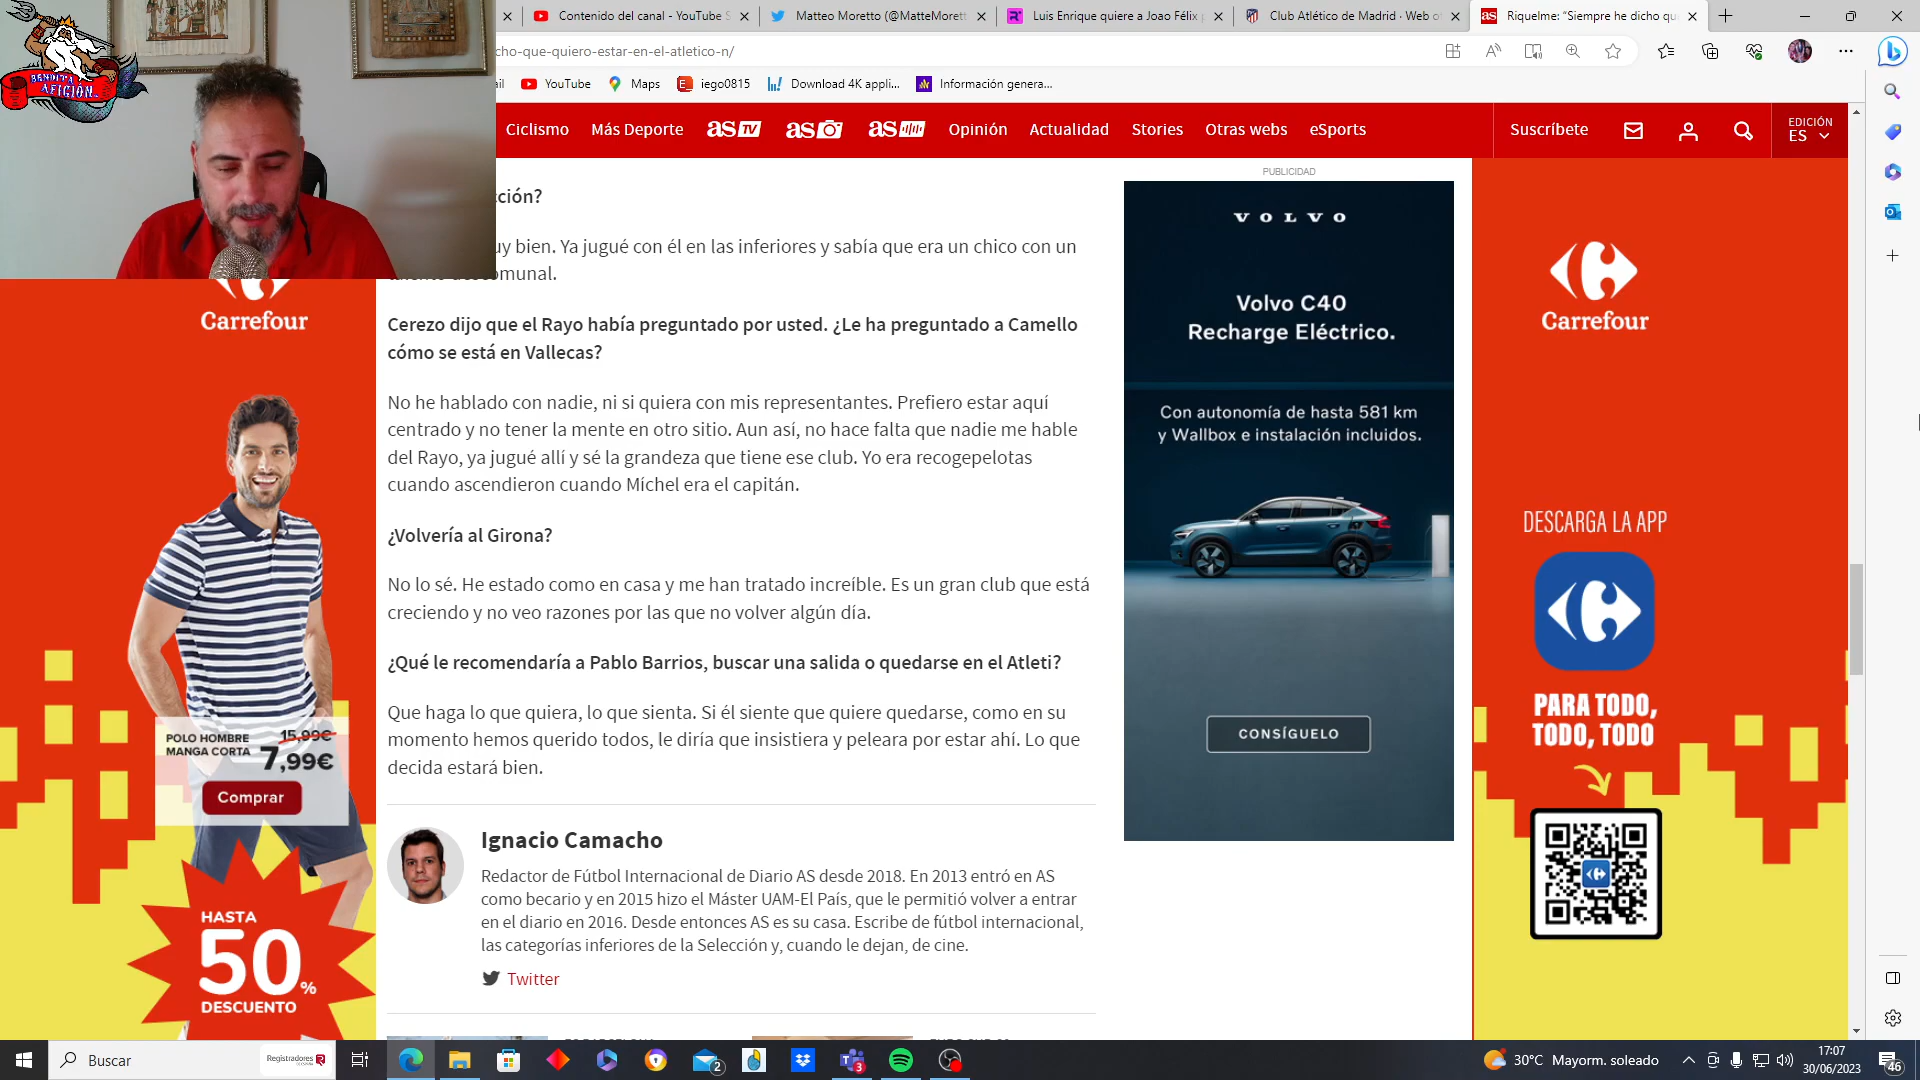 BENDITA
AFICIÓN
Contenido del canal - YouTube S
Matteo Moretto (@MatteMorett
Luis Enrique quiere a Joao Félix p
Club Atlético de Madrid · Web o
Riquelme: "Siempre he dicho qu
cho-que-quiero-estar-en-el-atletico-n/
ail
YouTube
Maps
iego0815
Download 4K appli...
Información genera...
Ciclismo
Más Deporte
as TV
as
as
Opinión
Actualidad
Stories
Otras webs
eSports
Suscríbete
EDICIÓN
ES
cción?
uy bien. Ya jugué con él en las inferiores y sabía que era un chico con un
omunal.
Cerezo dijo que el Rayo había preguntado por usted. ¿Le ha preguntado a Camello
cómo se está en Vallecas?
No he hablado con nadie, ni si quiera con mis representantes. Prefiero estar aquí
centrado y no tener la mente en otro sitio. Aun así, no hace falta que nadie me hable
del Rayo, ya jugué allí y sé la grandeza que tiene ese club. Yo era recogepelotas
cuando ascendieron cuando Míchel era el capitán.
¿Volvería al Girona?
No lo sé. He estado como en casa y me han tratado increíble. Es un gran club que está
creciendo y no veo razones por las que no volver algún día.
¿Qué le recomendaría a Pablo Barrios, buscar una salida o quedarse en el Atleti?
Que haga lo que quiera, lo que sienta. Si él siente que quiere quedarse, como en su
momento hemos querido todos, le diría que insistiera y peleara por estar ahí. Lo que
decida estará bien.
Ignacio Camacho
Redactor de Fútbol Internacional de Diario AS desde 2018. En 2013 entró en AS
como becario y en 2015 hizo el Máster UAM-El País, que le permitió volver a entrar
en el diario en 2016. Desde entonces AS es su casa. Escribe de fútbol internacional,
las categorías inferiores de la Selección y, cuando le dejan, de cine.
Twitter
PUBLICIDAD
VOLVO
Volvo C40
Recharge Eléctrico.
Con autonomía de hasta 581 km
y Wallbox e instalación incluidos.
CONSÍGUELO
Carrefour
POLO HOMBRE
MANGA CORTA
15,99€
7,99€
Comprar
HASTA
50%
DESCUENTO
Carrefour
DESCARGA LA APP
PARA TODO,
TODO, TODO
Buscar
Registradores
2
3
30°C Mayorm. soleado
17:07
30/06/2023
46